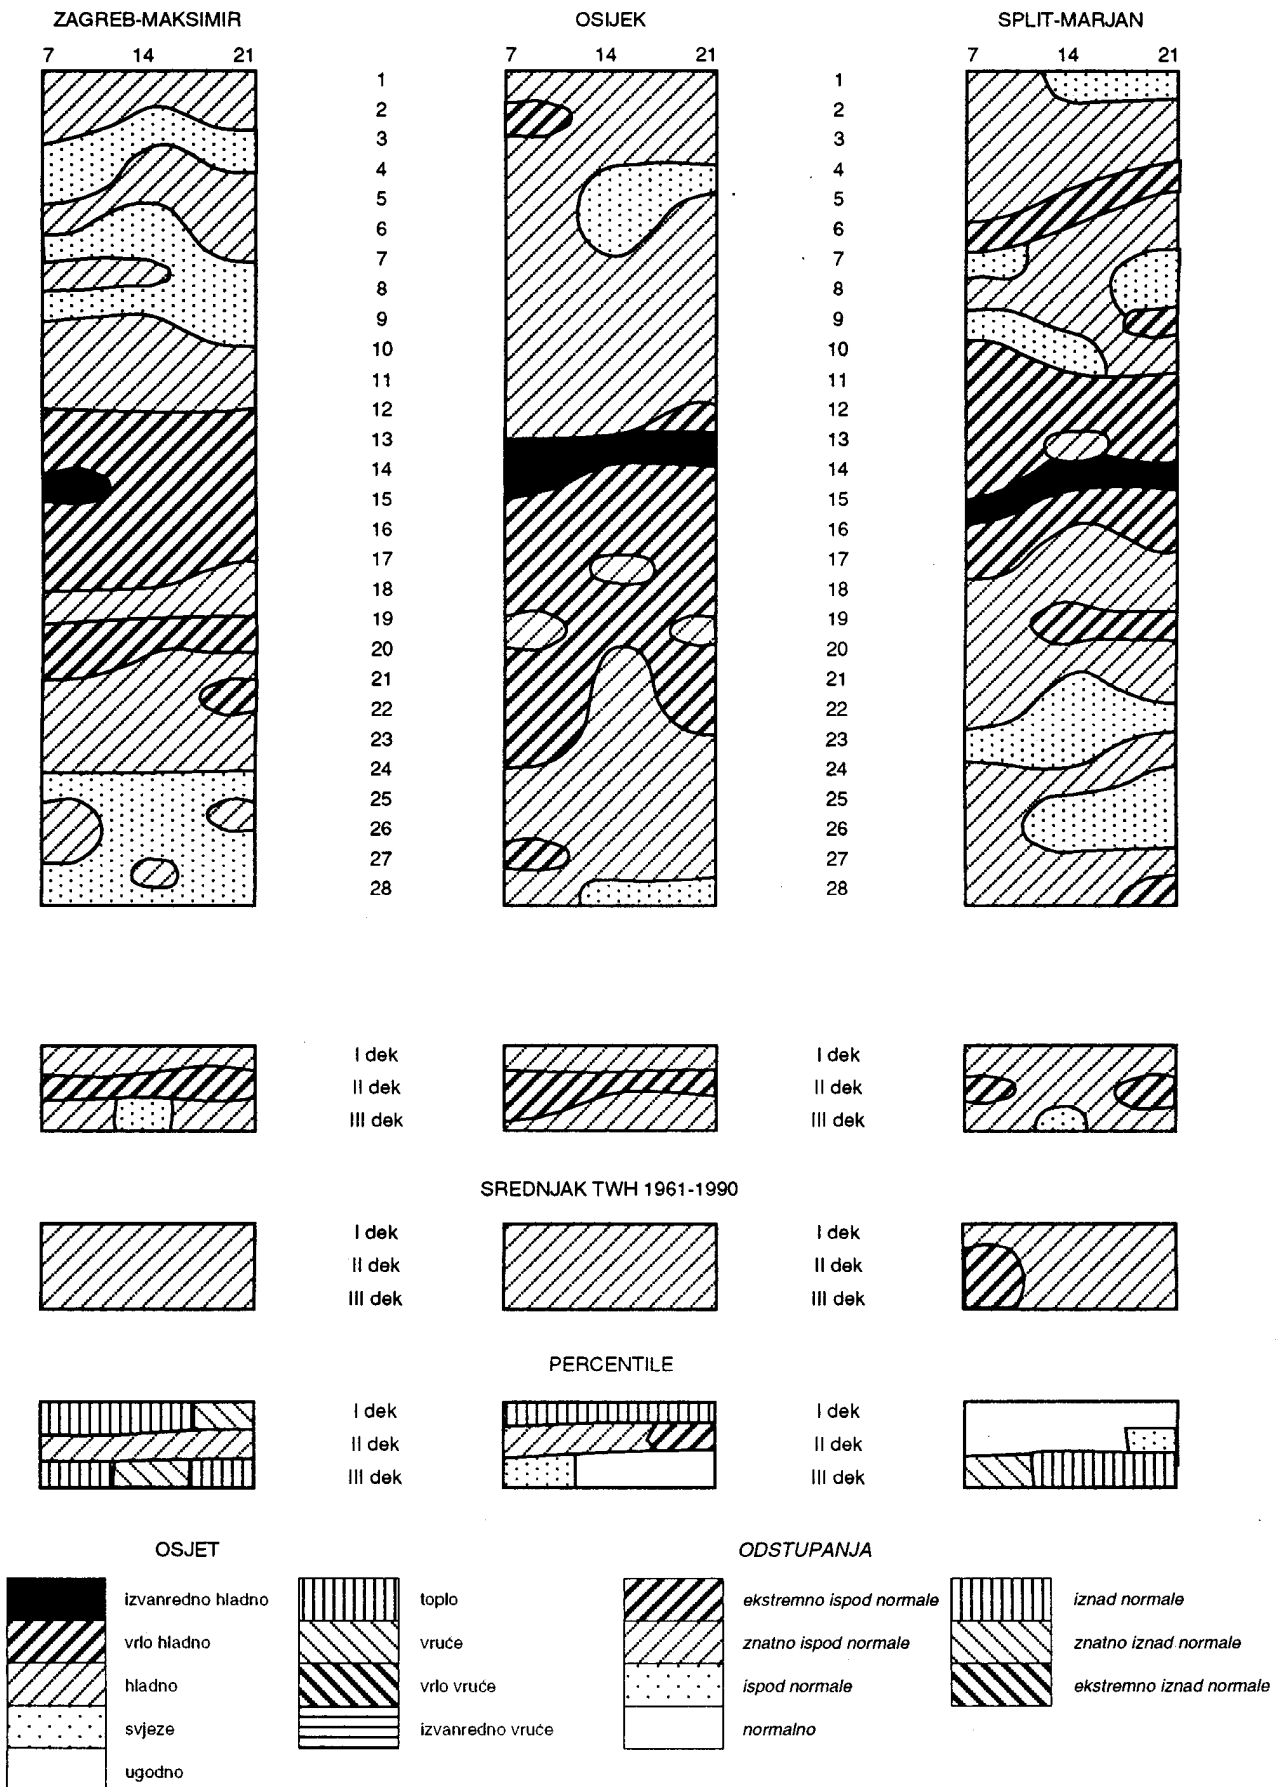 ZAGREB-MAKSIMIR OSIJEK SPLIT-MARJAN
7 14 21 7 14 21 7 14 21
1 1
2 2
3 3
4 4
5 5
6 6
7 7
8 8
9 9
10 10
11 11
12 12
13 13
14 14
15 15
16 16
17 17
18 18
19 19
20 20
21 21
22 22
23 23
24 24
25 25
26 26
27 27
28 28
I dek I dek
II dek II dek
III dek III dek
SREDNJAK TWH 1961-1990
I dek I dek
II dek II dek
III dek III dek
PERCENTILE
I dek I dek
II dek II dek
III dek III dek
OSJET ODSTUPANJA
izvanredno hladno toplo ekstremno ispod normale iznad normale
vrlo hladno vruće znatno ispod normale znatno iznad normale
hladno vrlo vruće ispod normale ekstremno iznad normale
svjeze izvanredno vruće normalno
ugodno